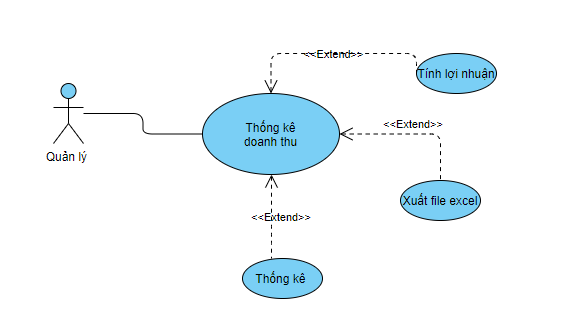 <<Extend>>
Tính lợi nhuận
<<Extend>>
Thống kê
doanh thu
Quản lý
Xuất file excel
<<Extend>>
Thống kê